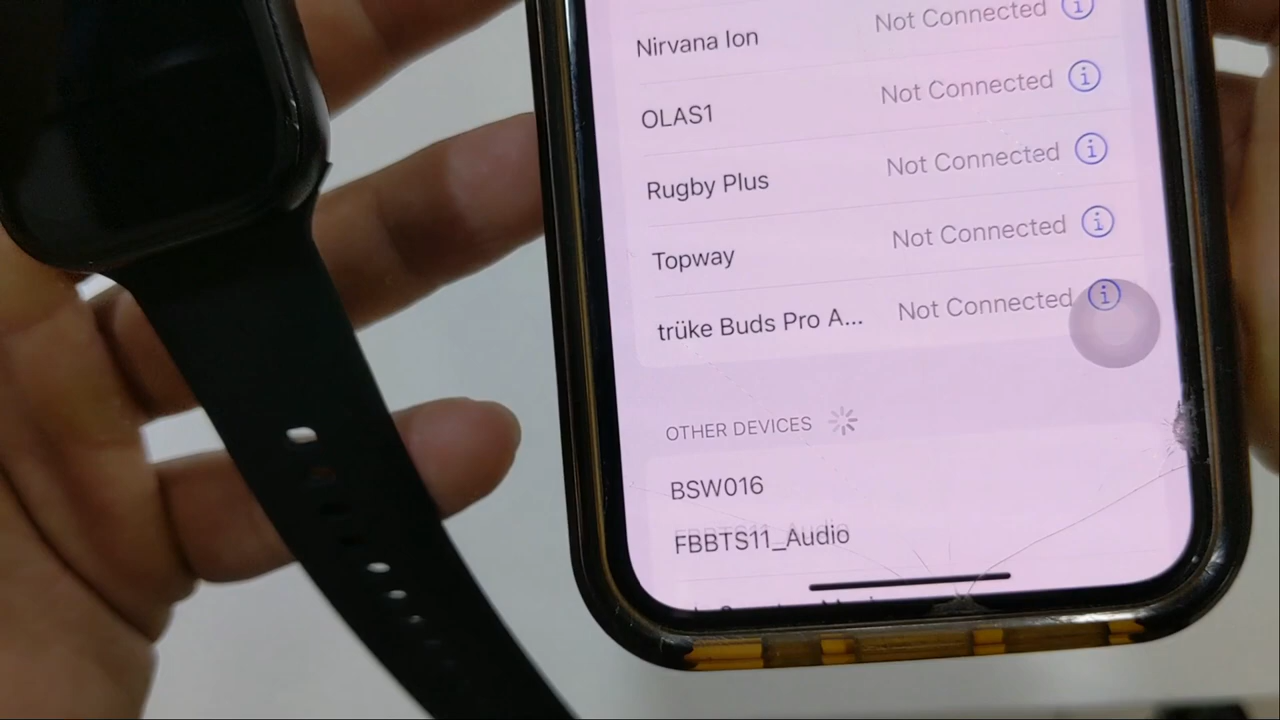 Nirvana Ion Not Connected
OLAS1 Not Connected
Rugby Plus Not Connected
Topway Not Connected
trüke Buds Pro A... Not Connected
OTHER DEVICES
BSW016
FBBTS11_Audio